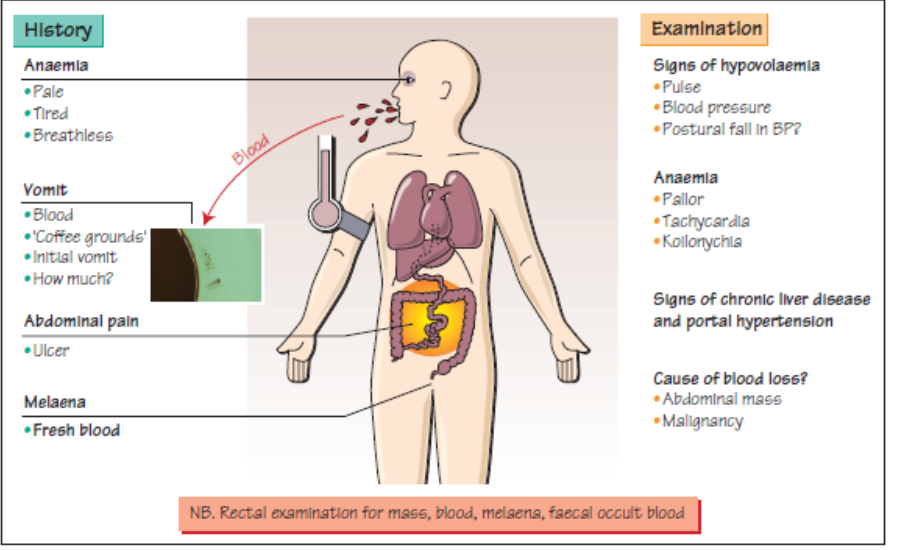 History
Anaemia
• Pale
• Tired
• Breathless
Vomit
• Blood
• 'Coffee grounds'
• Initial vomit
• How much?
Abdominal pain
• Ulcer
Melaena
• Fresh blood
Blood
Examination
Signs of hypovolaemia
• Pulse
• Blood pressure
• Postural fall in BP?
Anaemia
• Pallor
• Tachycardia
• Koilonychia
Signs of chronic liver disease
and portal hypertension
Cause of blood loss?
• Abdominal mass
• Malignancy
NB. Rectal examination for mass, blood, melaena, faecal occult blood